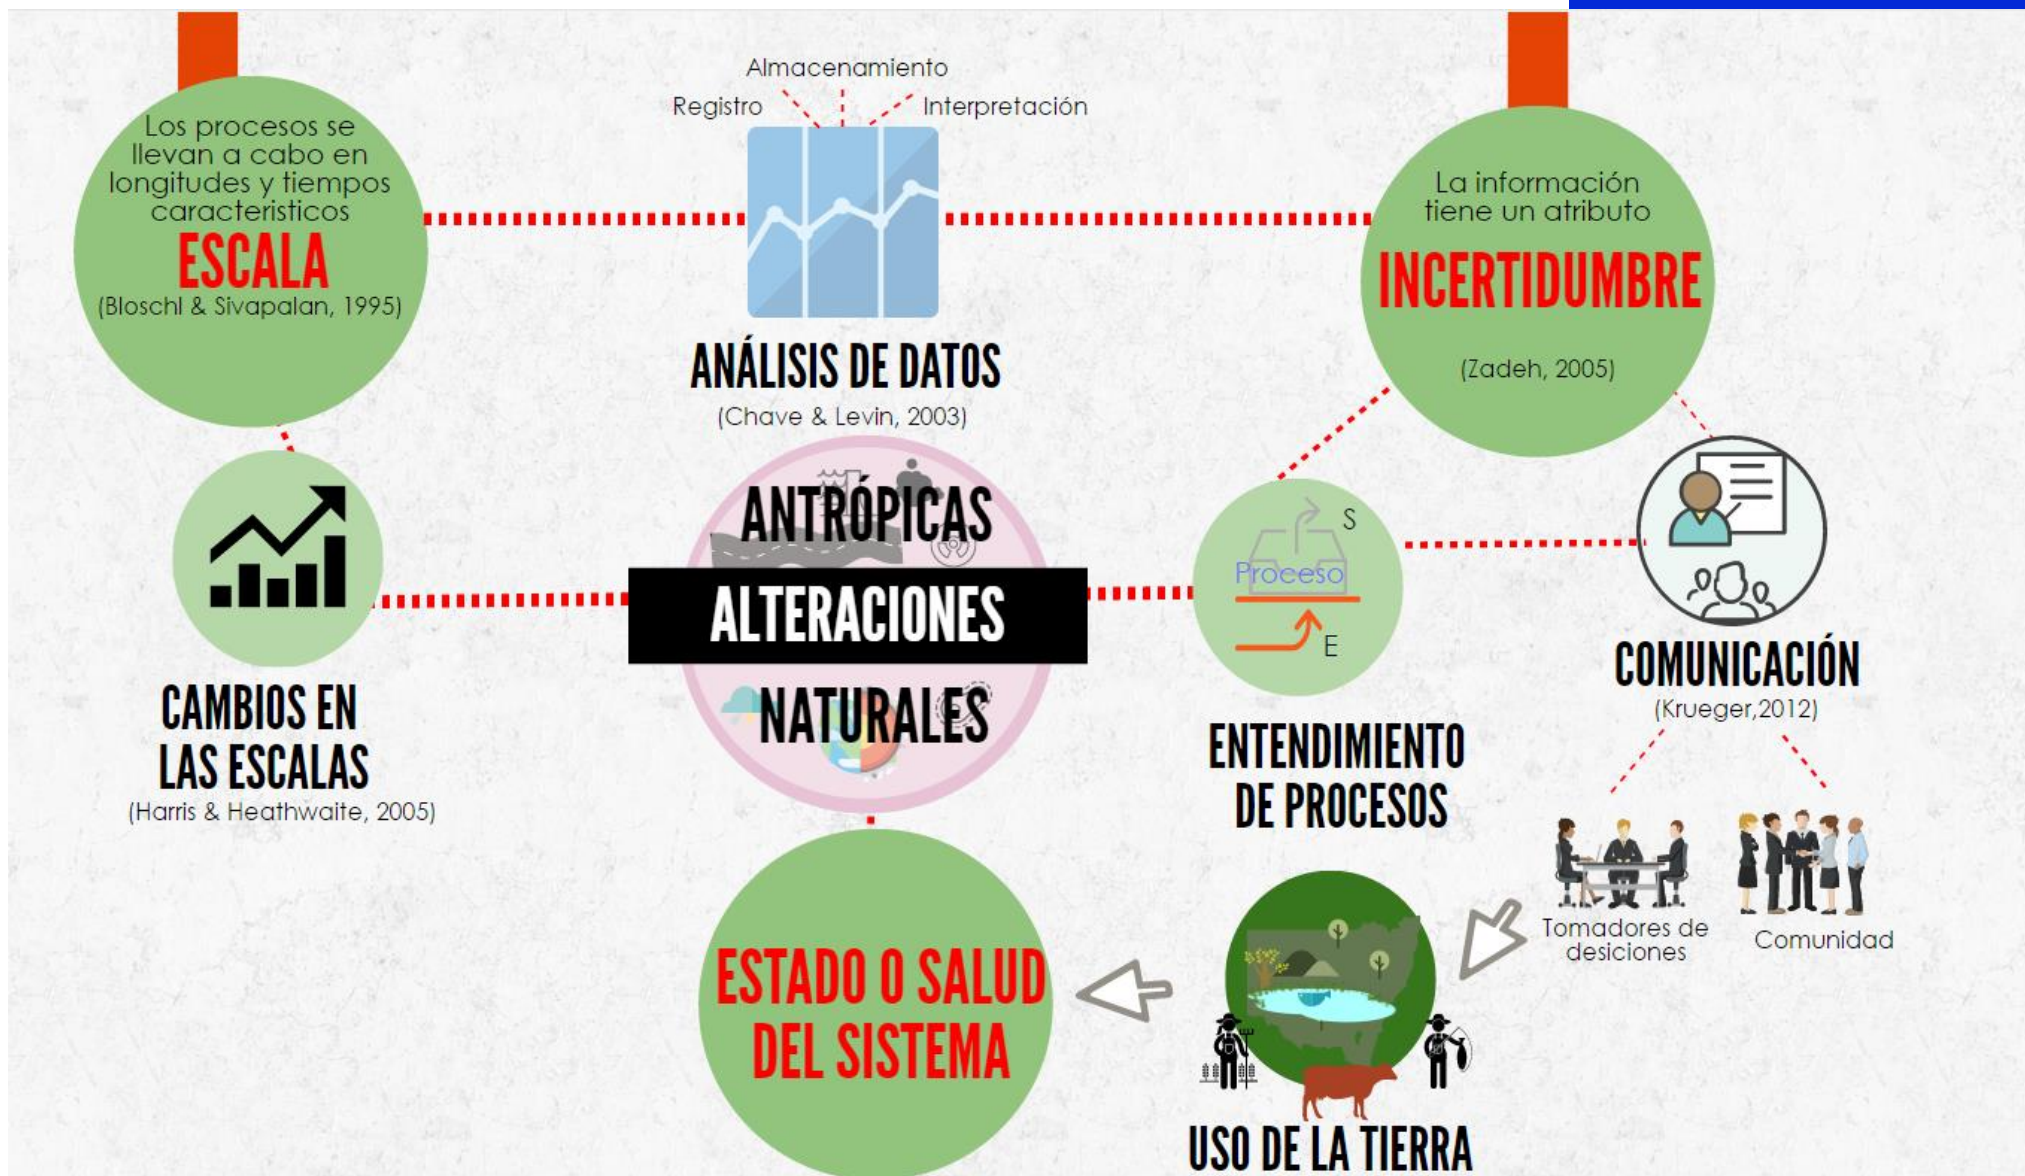 Los procesos se
llevan a cabo en
longitudes y tiempos
caracteristicos
ESCALA
(Bloschl & Sivapalan, 1995)
Almacenamiento
Registro
Interpretación
ANÁLISIS DE DATOS
(Chave & Levin, 2003)
La información
tiene un atributo
INCERTIDUMBRE
(Zadeh, 2005)
CAMBIOS EN
LAS ESCALAS
(Harris & Heathwaite, 2005)
ANTRÓPICAS
ALTERACIONES
NATURALES
S
Proceso
E
ENTENDIMIENTO
DE PROCESOS
COMUNICACIÓN
(Krueger,2012)
Tomadores de
desiciones
Comunidad
ESTADO O SALUD
DEL SISTEMA
USO DE LA TIERRA